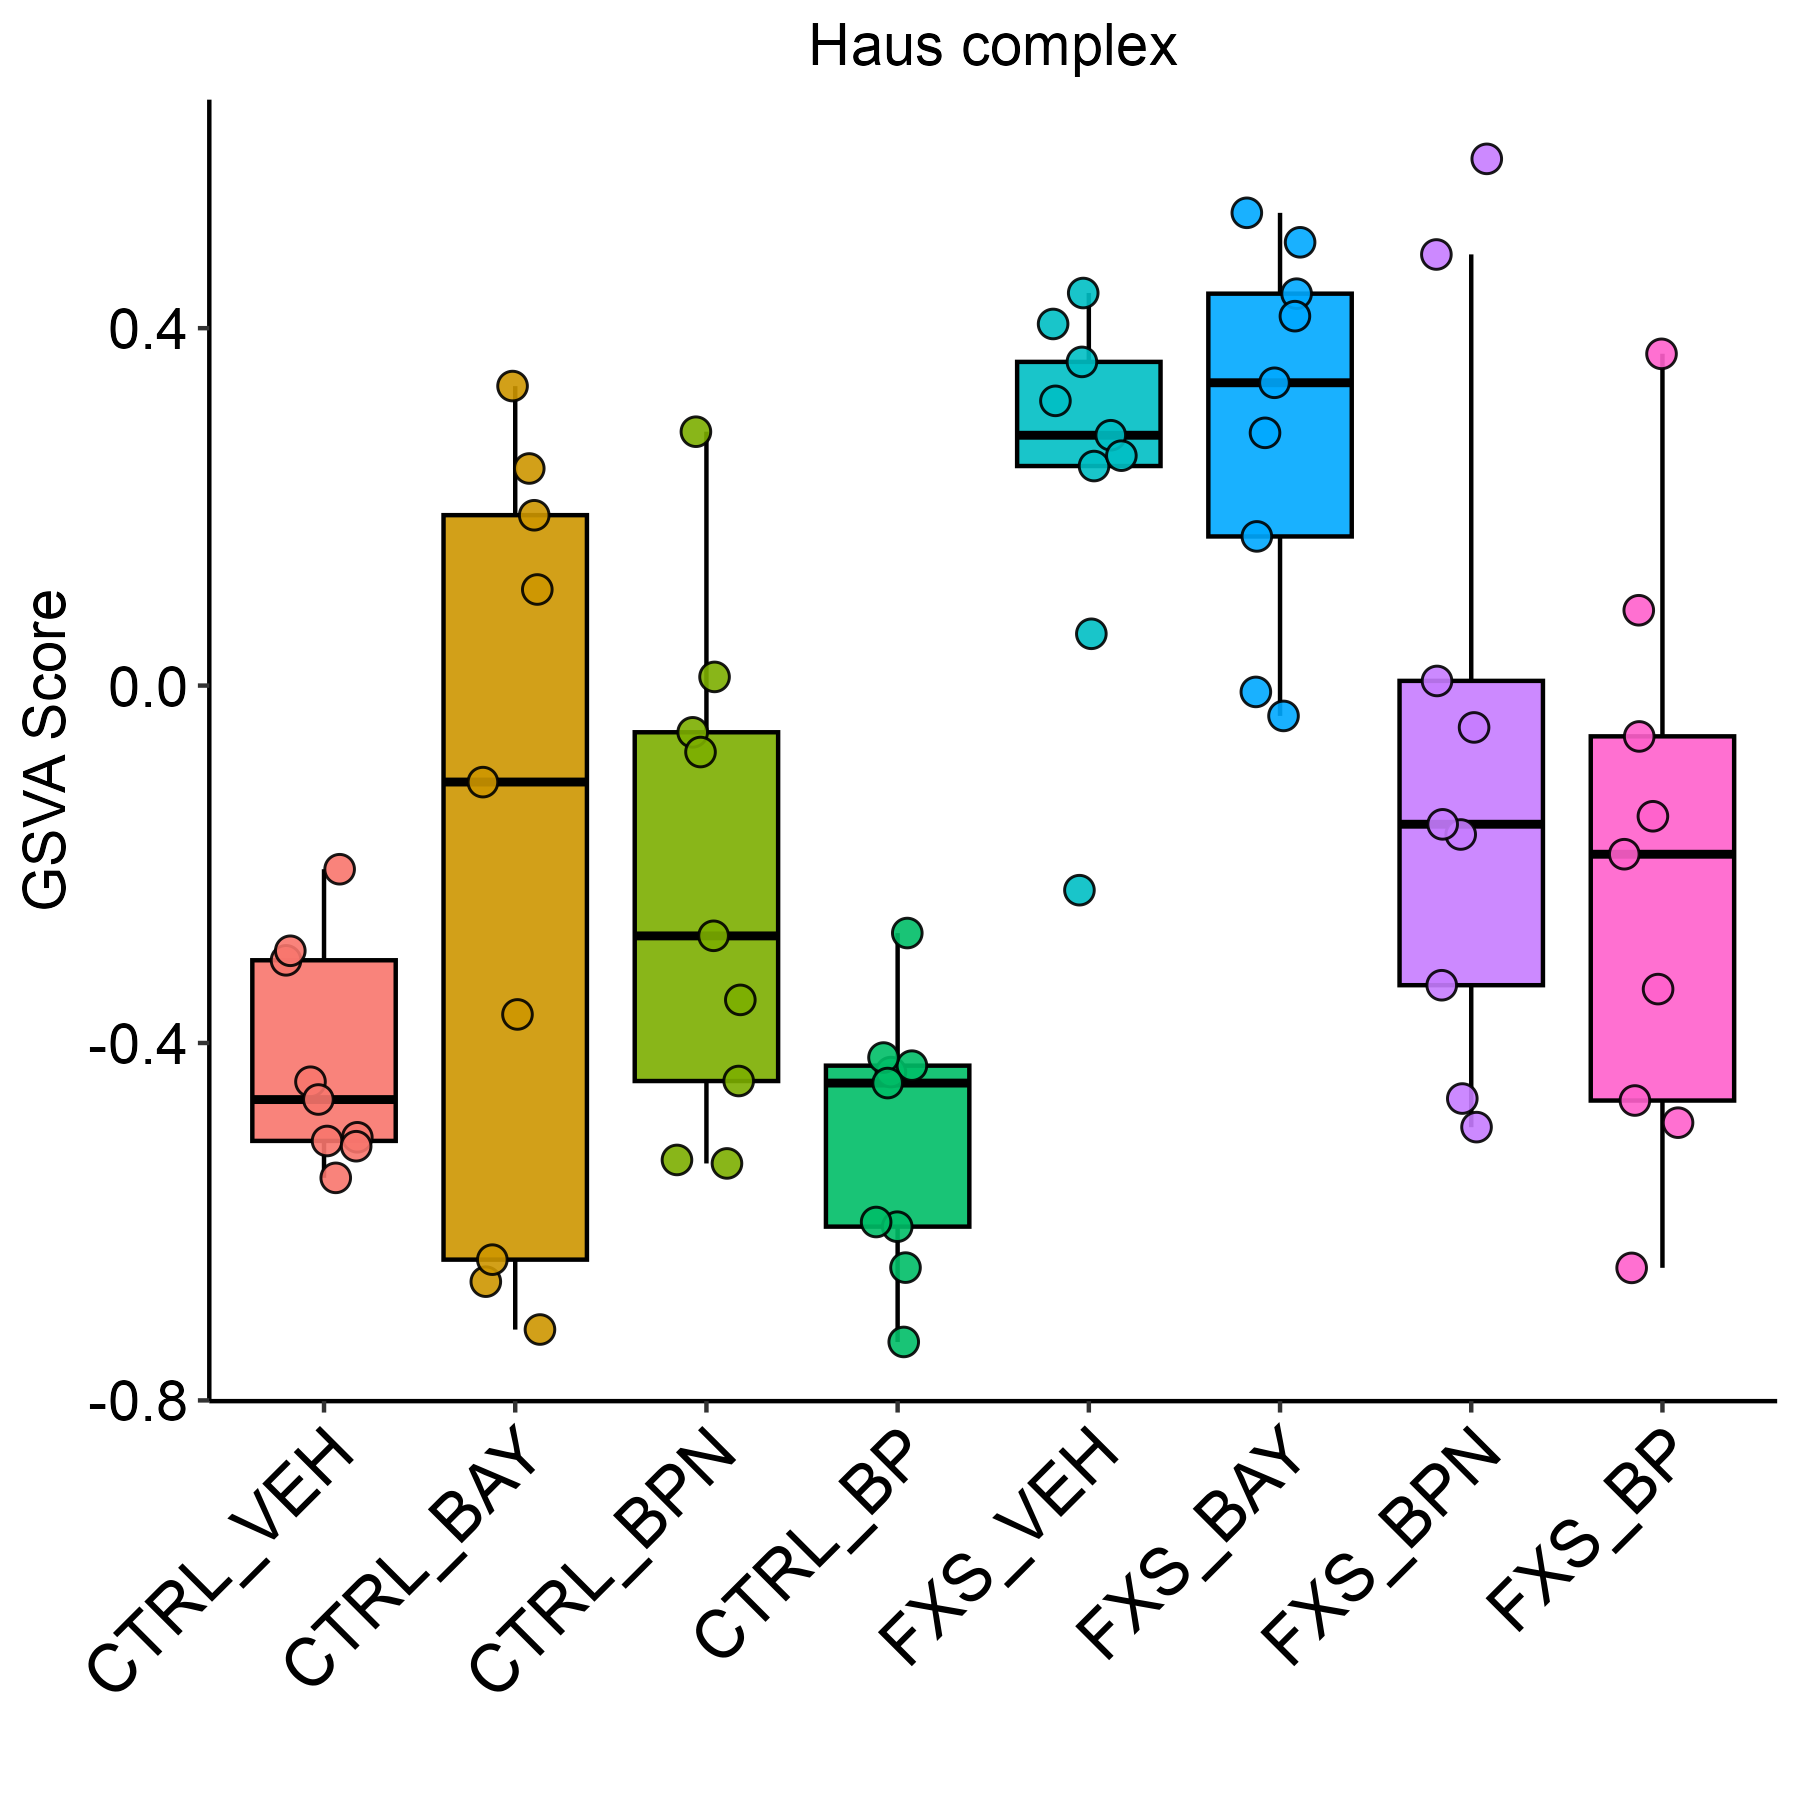 Haus complex
GSVA Score
0.4
0.0
-0.4
-0.8
CTRL_VEH
CTRL_BAY
CTRL_BPN
CTRL_BP
FXS_VEH
FXS_BAY
FXS_BPN
FXS_BP